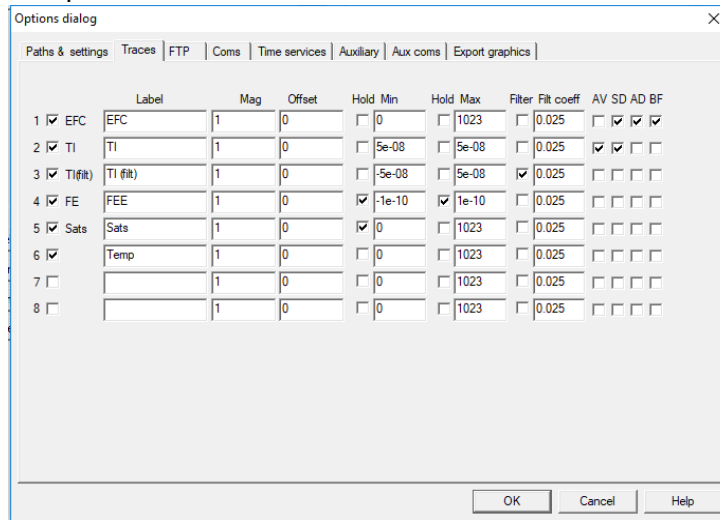 Options dialog
Paths & settings Traces FTP Coms Time services Auxiliary Aux coms Export graphics
Label Mag Offset Hold Min Hold Max Filter Filt coeff AV SD AD BF
1 EFC EFC 1 0 0 1023 0.025
2 TI TI 1 0 5e-08 5e-08 0.025
3 TI(filt) TI (filt) 1 0 -5e-08 5e-08 0.025
4 FE FEE 1 0 -1e-10 1e-10 0.025
5 Sats Sats 1 0 0 1023 0.025
6 Temp 1 0 0 1023 0.025
7 1 0 0 1023 0.025
8 1 0 0 1023 0.025
OK Cancel Help